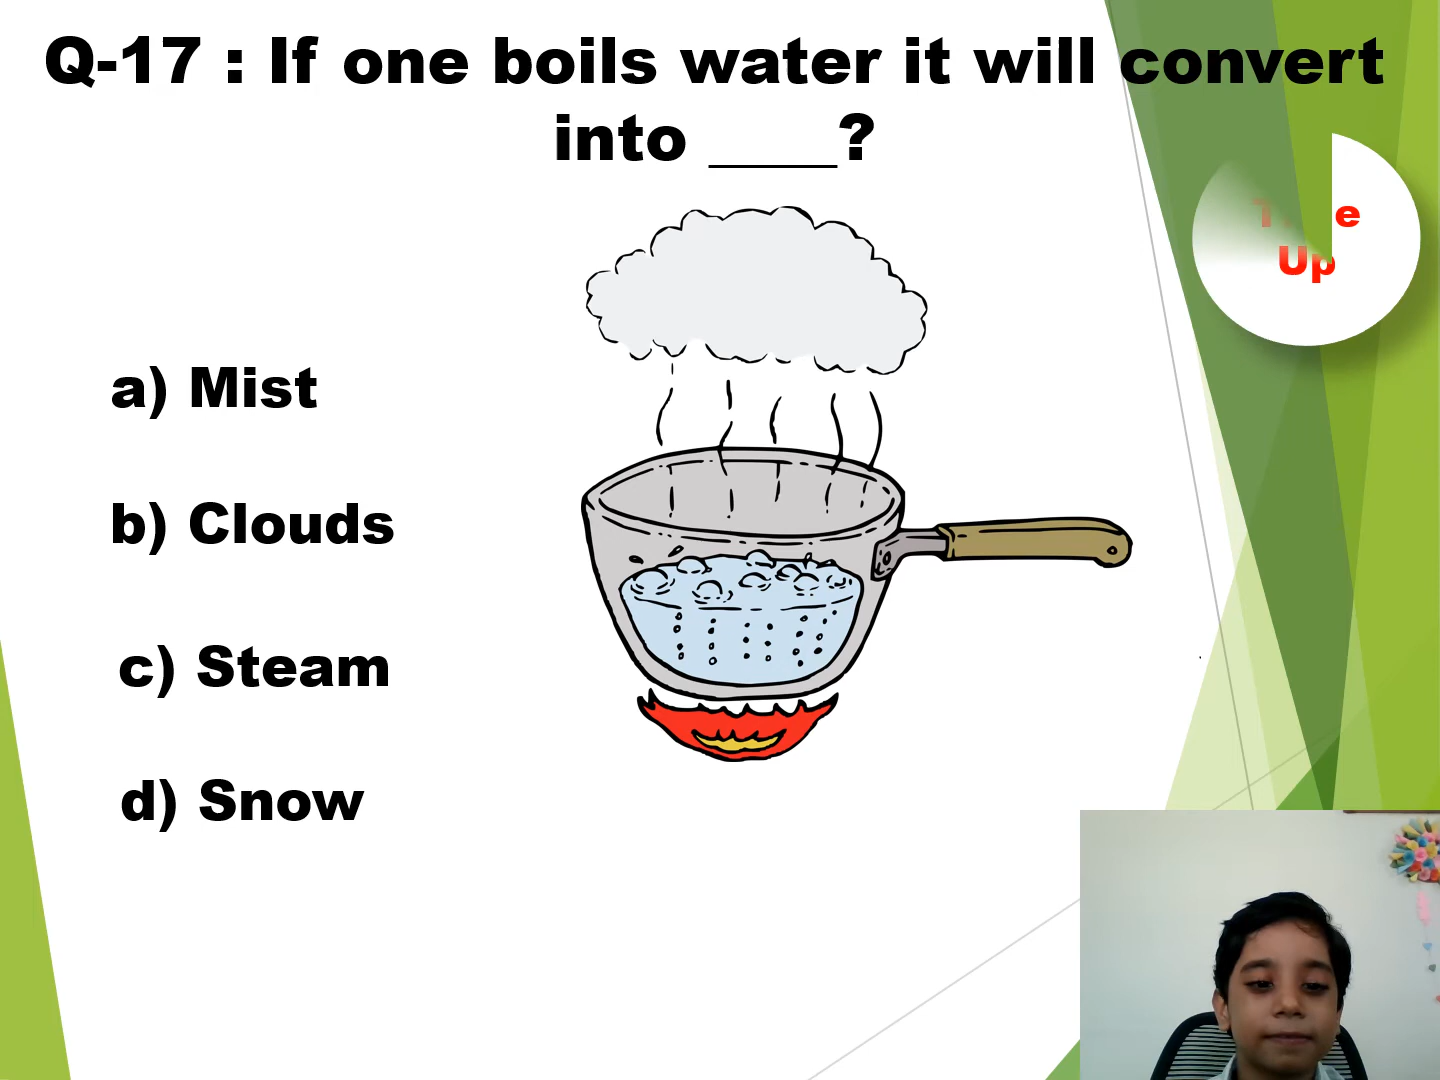 Q-17 : If one boils water it will convert
into ____?
e
Up
a) Mist
b) Clouds
c) Steam
d) Snow